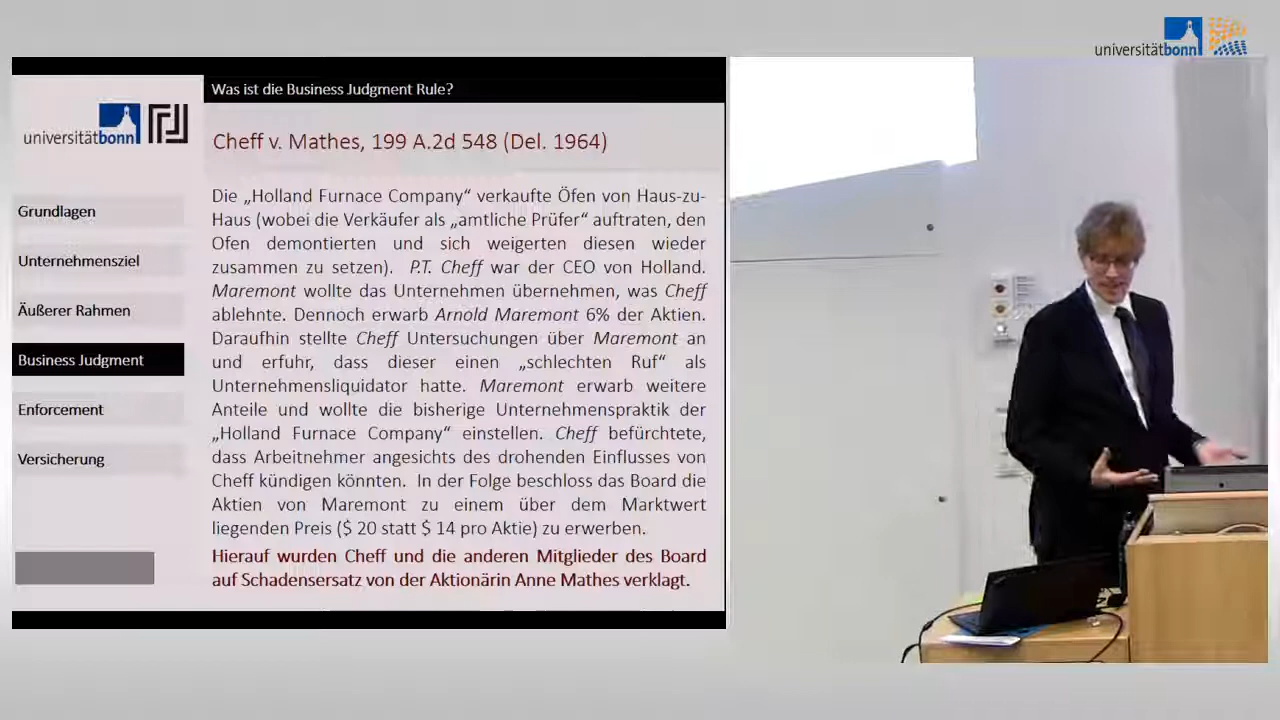 universitätbonn
Was ist die Business Judgment Rule?
universitätbonn
Cheff v. Mathes, 199 A.2d 548 (Del. 1964)
Grundlagen
Unternehmensziel
Äußerer Rahmen
Business Judgment
Enforcement
Versicherung
Die „Holland Furnace Company“ verkaufte Öfen von Haus-zu-
Haus (wobei die Verkäufer als „amtliche Prüfer“ auftraten, den
Ofen demontierten und sich weigerten diesen wieder
zusammen zu setzen). P.T. Cheff war der CEO von Holland.
Maremont wollte das Unternehmen übernehmen, was Cheff
ablehnte. Dennoch erwarb Arnold Maremont 6% der Aktien.
Daraufhin stellte Cheff Untersuchungen über Maremont an
und erfuhr, dass dieser einen „schlechten Ruf“ als
Unternehmensliquidator hatte. Maremont erwarb weitere
Anteile und wollte die bisherige Unternehmenspraktik der
„Holland Furnace Company“ einstellen. Cheff befürchtete,
dass Arbeitnehmer angesichts des drohenden Einflusses von
Cheff kündigen könnten. In der Folge beschloss das Board die
Aktien von Maremont zu einem über dem Marktwert
liegenden Preis ($ 20 statt $ 14 pro Aktie) zu erwerben.
Hierauf wurden Cheff und die anderen Mitglieder des Board
auf Schadensersatz von der Aktionärin Anne Mathes verklagt.